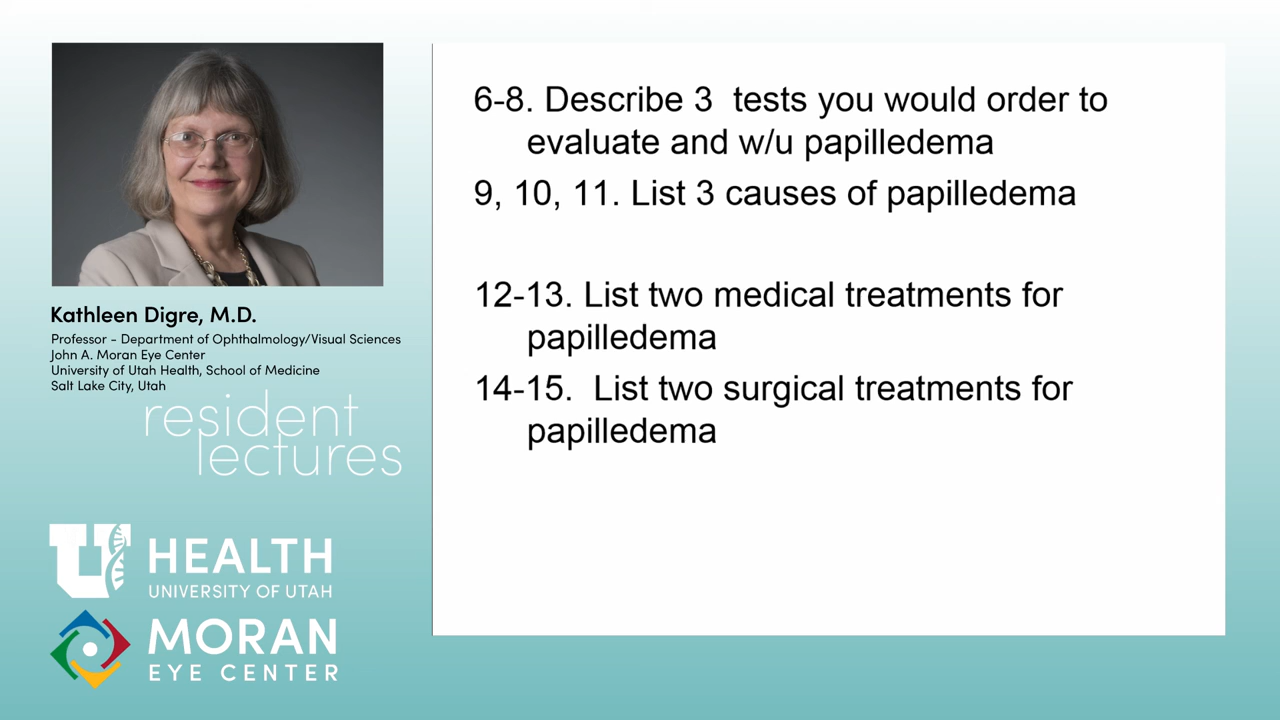 Kathleen Digre, M.D.
Professor - Department of Ophthalmology/Visual Sciences
John A. Moran Eye Center
University of Utah Health, School of Medicine
Salt Lake City, Utah
resident
lectures
U HEALTH
UNIVERSITY OF UTAH
MORAN
EYE CENTER
6-8. Describe 3 tests you would order to
evaluate and w/u papilledema
9, 10, 11. List 3 causes of papilledema
12-13. List two medical treatments for
papilledema
14-15. List two surgical treatments for
papilledema